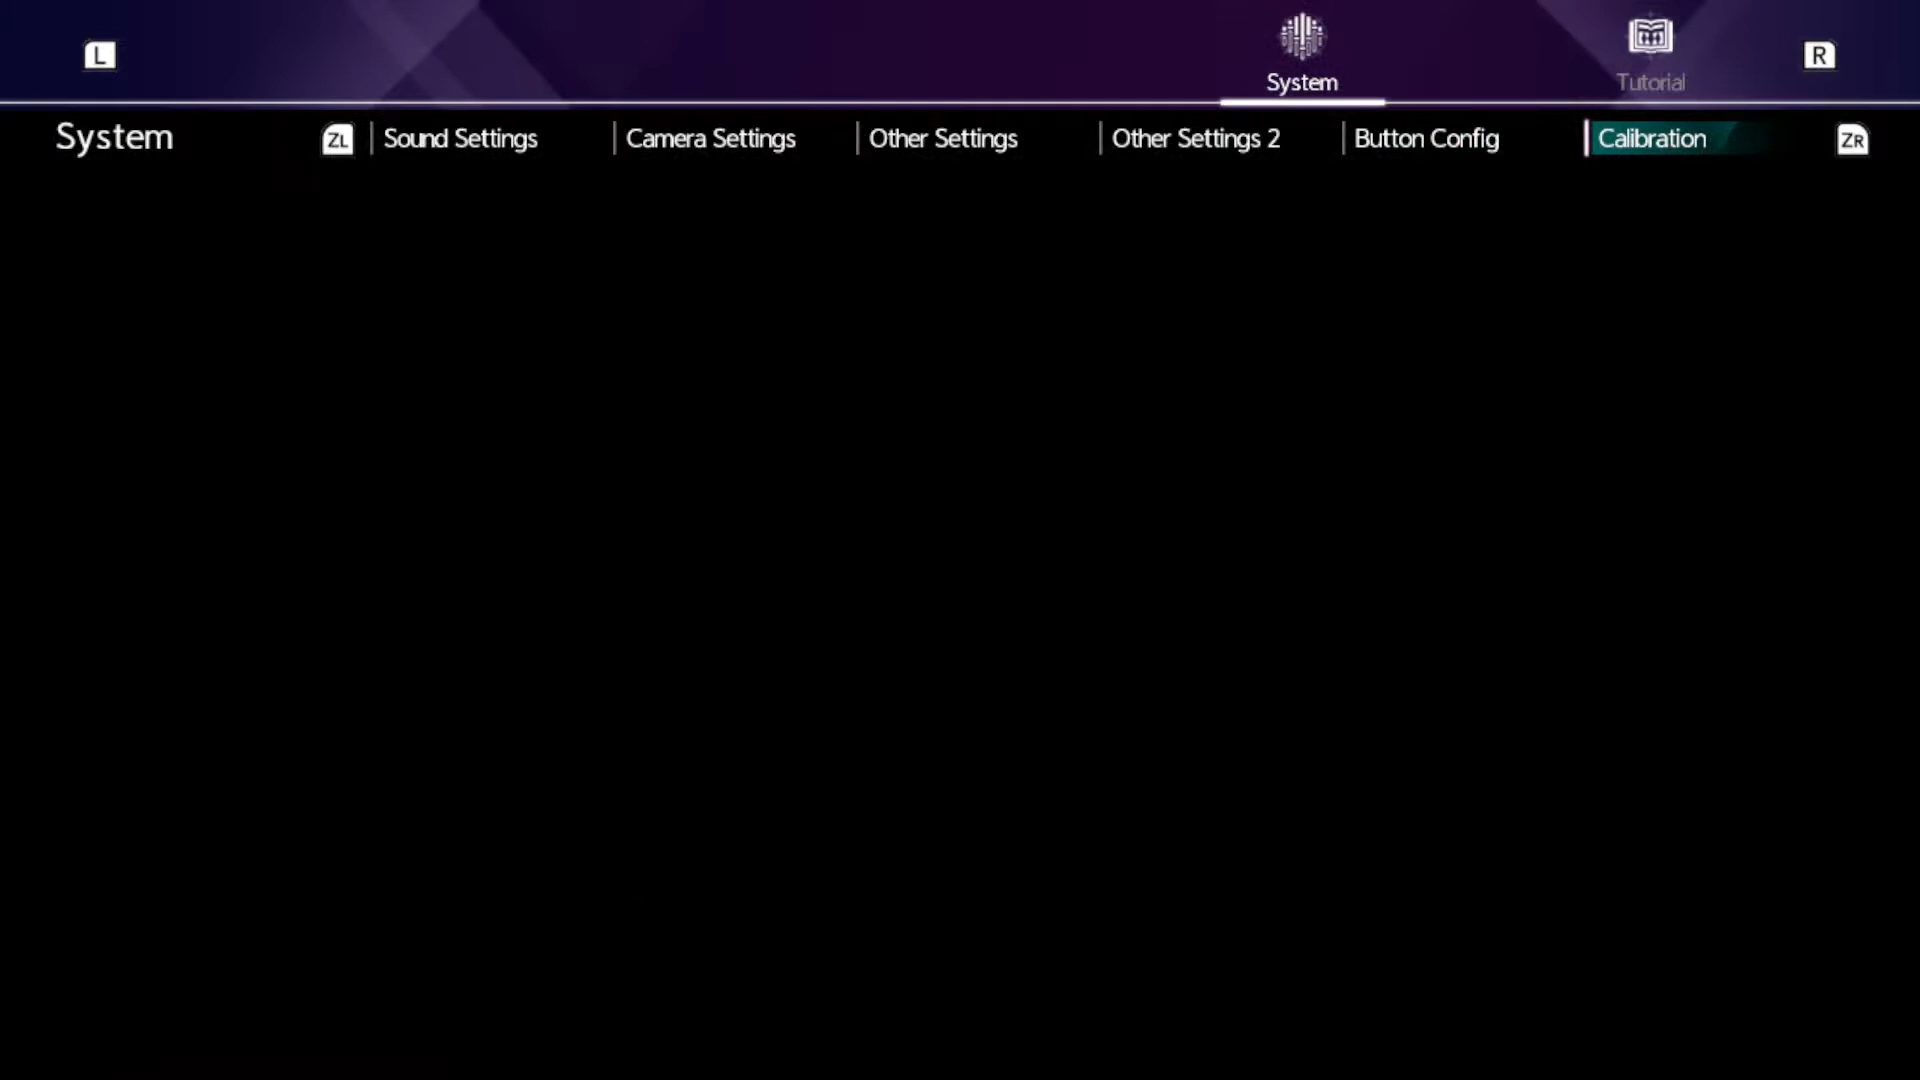 L
System
Tutorial
R
System
ZL
Sound Settings
Camera Settings
Other Settings
Other Settings 2
Button Config
Calibration
ZR